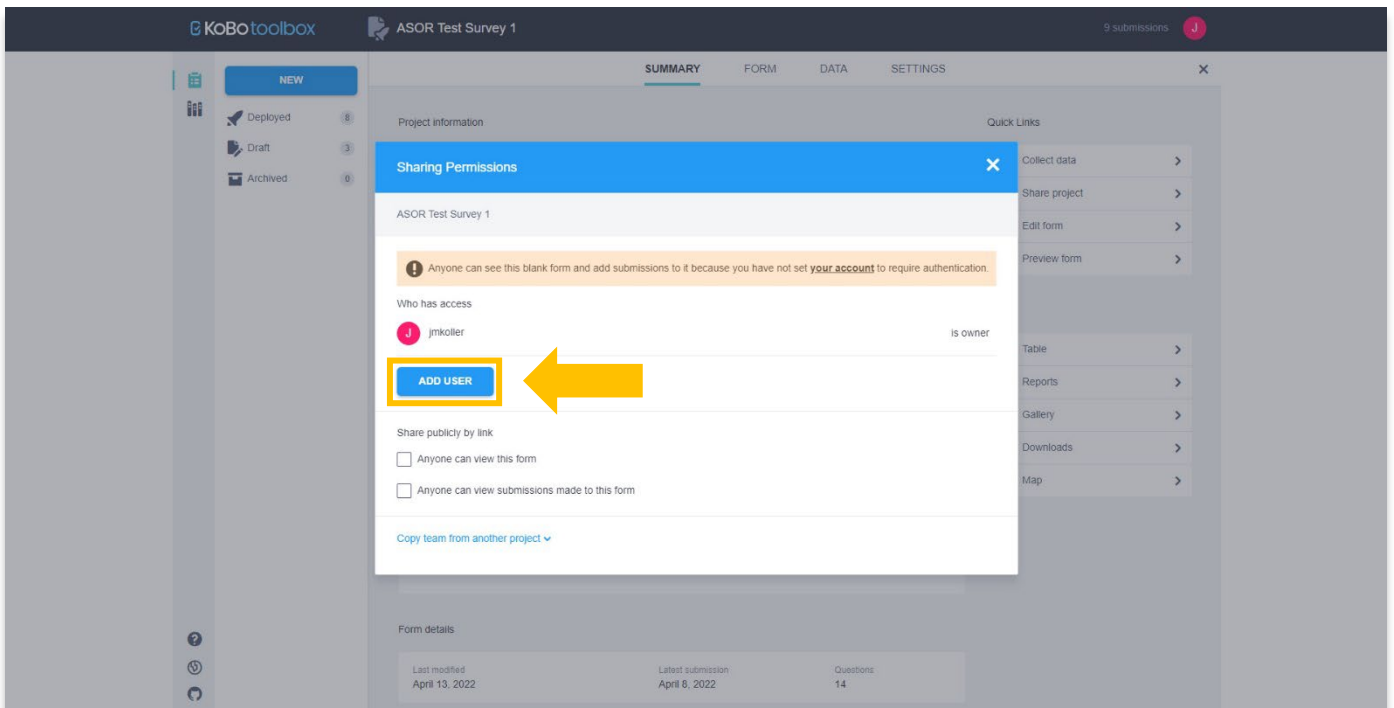 KoBotoolbox
ASOR Test Survey 1
9 submissions
J
NEW
Deployed
8
Draft
3
Archived
0
SUMMARY
FORM
DATA
SETTINGS
Project information
Quick Links
Collect data
Share project
Edit form
Preview form
Sharing Permissions
ASOR Test Survey 1
Anyone can see this blank form and add submissions to it because you have not set your account to require authentication.
Who has access
J
jmkoller
is owner
ADD USER
Share publicly by link
Anyone can view this form
Anyone can view submissions made to this form
Copy team from another project
Table
Reports
Gallery
Downloads
Map
Form details
Last modified
Latest submission
Questions
April 13, 2022
April 8, 2022
14